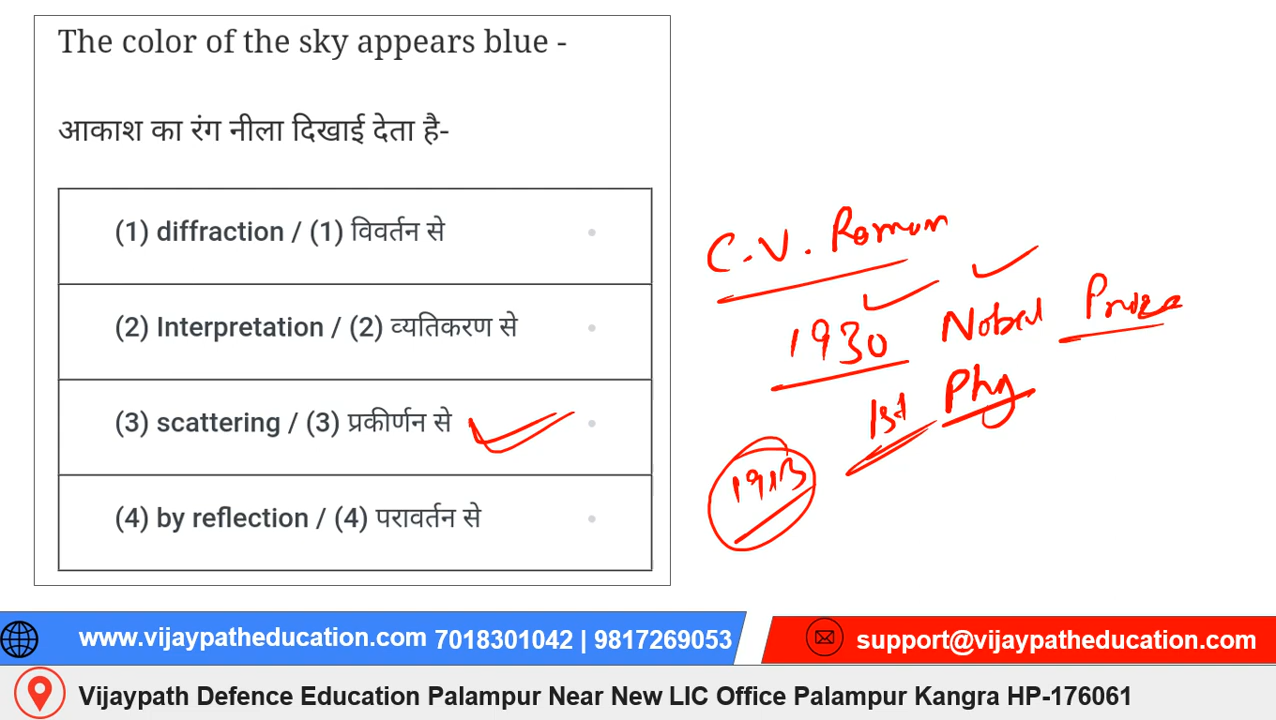 The color of the sky appears blue -
आकाश का रंग नीला दिखाई देता है-
(1) diffraction / (1) विवर्तन से
(2) Interpretation / (2) व्यतिकरण से
(3) scattering / (3) प्रकीर्णन से
(4) by reflection / (4) परावर्तन से
C.V. Raman
1930 Nobel Prize
1st Phy
1913
www.vijaypatheducation.com 7018301042 | 9817269053
support@vijaypatheducation.com
Vijaypath Defence Education Palampur Near New LIC Office Palampur Kangra HP-176061